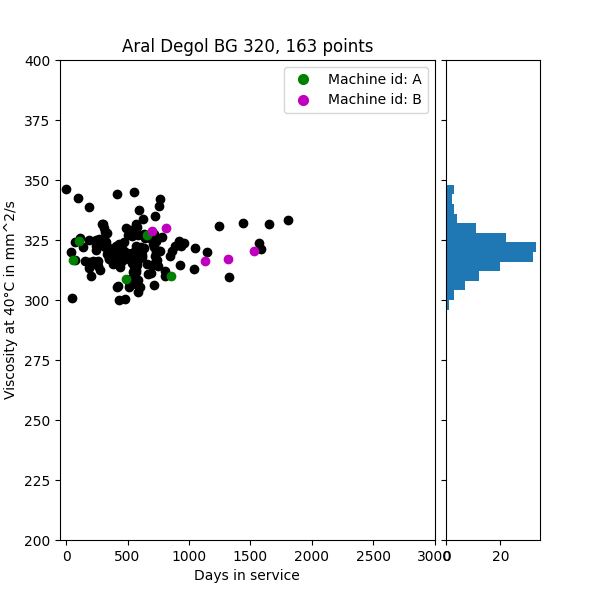 Aral Degol BG 320, 163 points
Machine id: A
Machine id: B
400
375
350
325
300
275
250
225
200
Viscosity at 40°C in mm^2/s
0 500 1000 1500 2000 2500 3000
0 20
Days in service